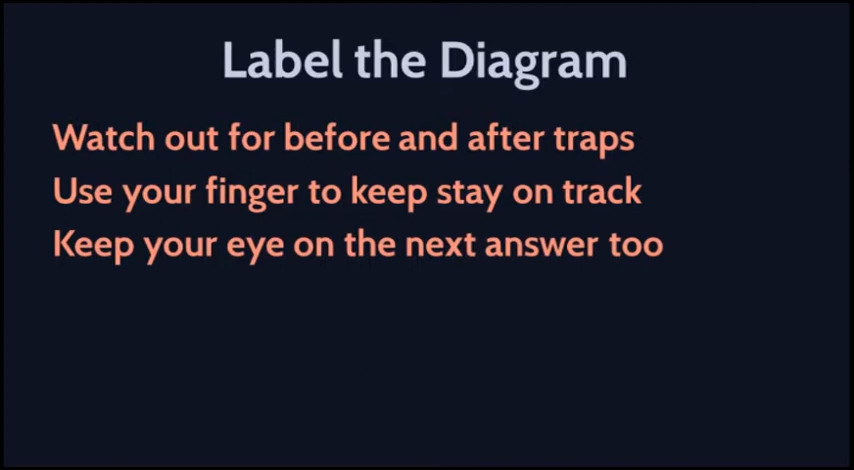 Label the Diagram
Watch out for before and after traps
Use your finger to keep stay on track
Keep your eye on the next answer too